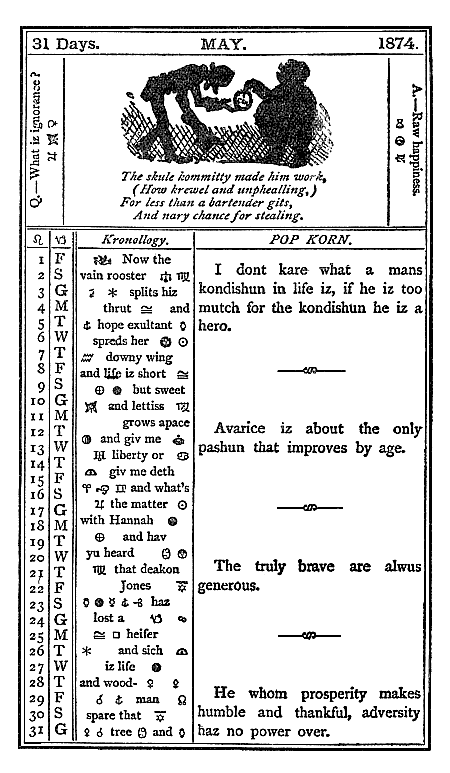 31 Days. MAY. 1874.
Q.—What iz ignorance?
A.—Raw happiness.
The skule kommitty made him work,
(How krewel and unphealling,)
For less than a bartender gits,
And nary chance for stealing.
Kronollogy.
POP KORN.
1 F Now the
2 S vain rooster
3 G splits hiz
4 M thrut and
5 T hope exultant
6 W spreds her
7 T downy wing
8 F and life iz short
9 S but sweet
10 G and lettiss
11 M grows apace
12 T and giv me
13 W liberty or
14 T giv me deth
15 F and what's
16 S the matter
17 G with Hannah
18 M and hav
19 T yu heard
20 W that deakon
21 T Jones
22 F haz
23 S lost a
24 G heifer
25 M and sich
26 T iz life
27 W and wood-
28 T man
29 F spare that
30 S tree and
31 G
I dont kare what a mans
kondishun in life iz, if he iz too
mutch for the kondishun he iz a
hero.
Avarice iz about the only
pashun that improves by age.
The truly brave are alwus
generous.
He whom prosperity makes
humble and thankful, adversity
haz no power over.